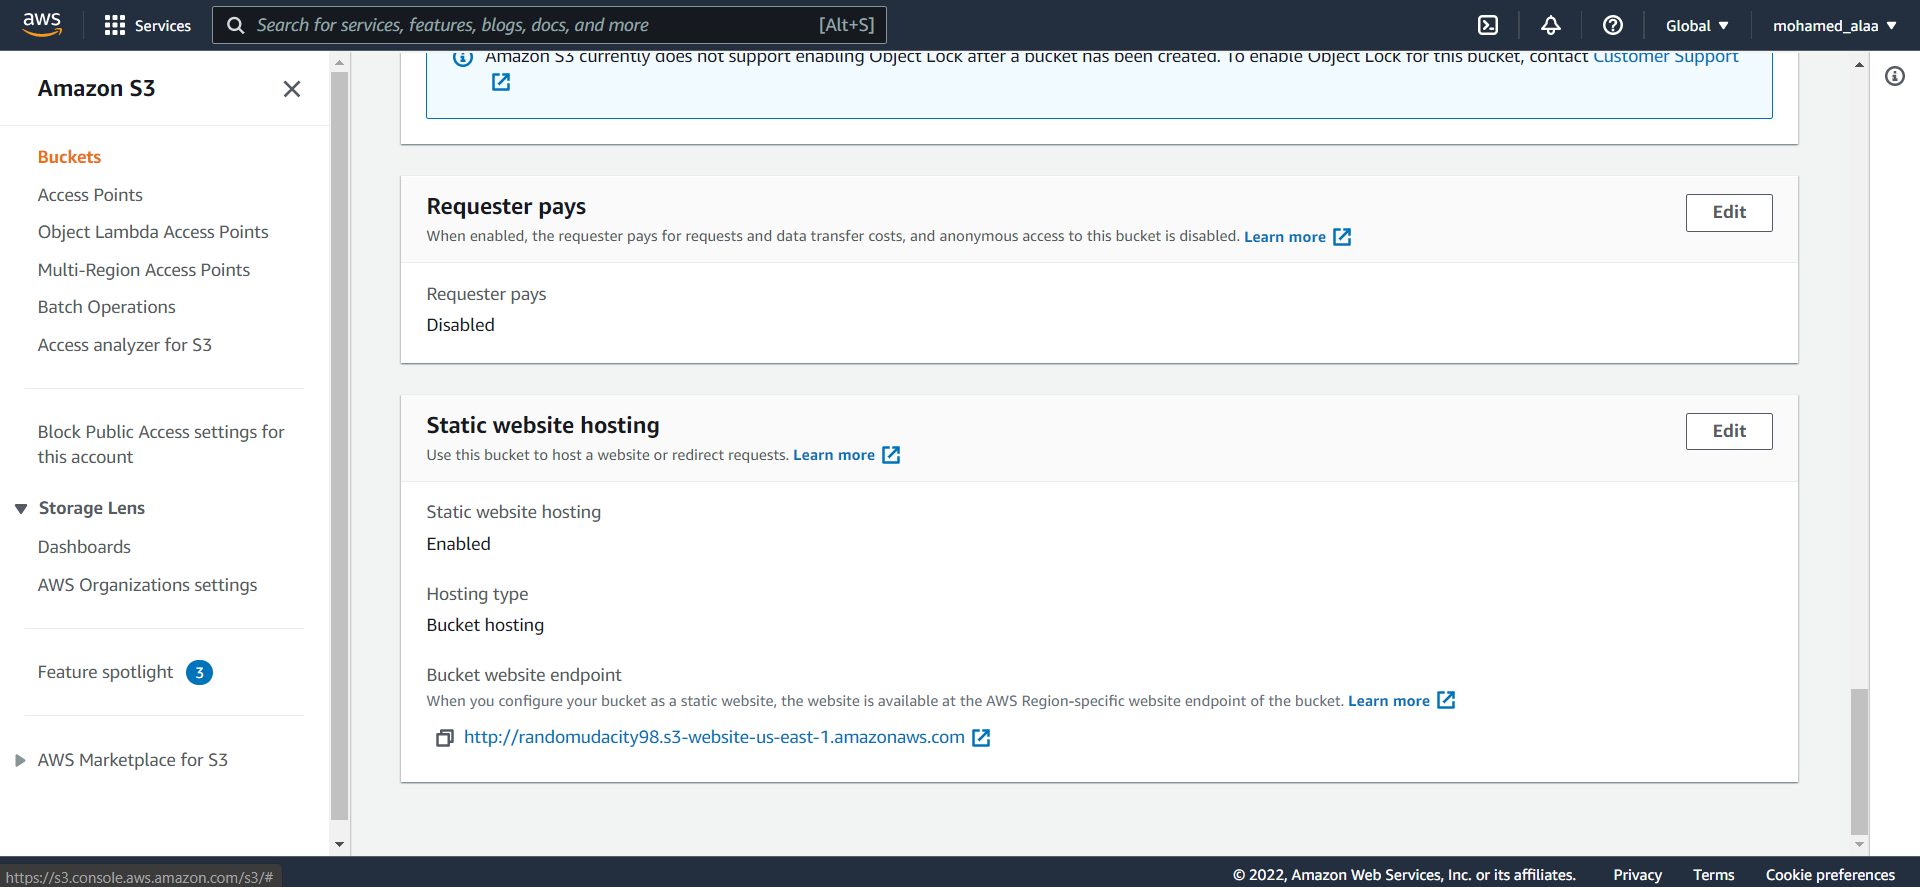 aws
Services
Search for services, features, blogs, docs, and more
[Alt+S]
Global
mohamed_alaa
Amazon S3
Buckets
Access Points
Object Lambda Access Points
Multi-Region Access Points
Batch Operations
Access analyzer for S3
Block Public Access settings for
this account
Storage Lens
Dashboards
AWS Organizations settings
Feature spotlight 3
AWS Marketplace for S3
Amazon S3 currently does not support enabling Object Lock after a bucket has been created. To enable Object Lock for this bucket, contact Customer Support
Requester pays
Edit
When enabled, the requester pays for requests and data transfer costs, and anonymous access to this bucket is disabled. Learn more
Requester pays
Disabled
Static website hosting
Edit
Use this bucket to host a website or redirect requests. Learn more
Static website hosting
Enabled
Hosting type
Bucket hosting
Bucket website endpoint
When you configure your bucket as a static website, the website is available at the AWS Region-specific website endpoint of the bucket. Learn more
http://randomudacity98.s3-website-us-east-1.amazonaws.com
https://s3.console.aws.amazon.com/s3/#
© 2022, Amazon Web Services, Inc. or its affiliates.
Privacy
Terms
Cookie preferences